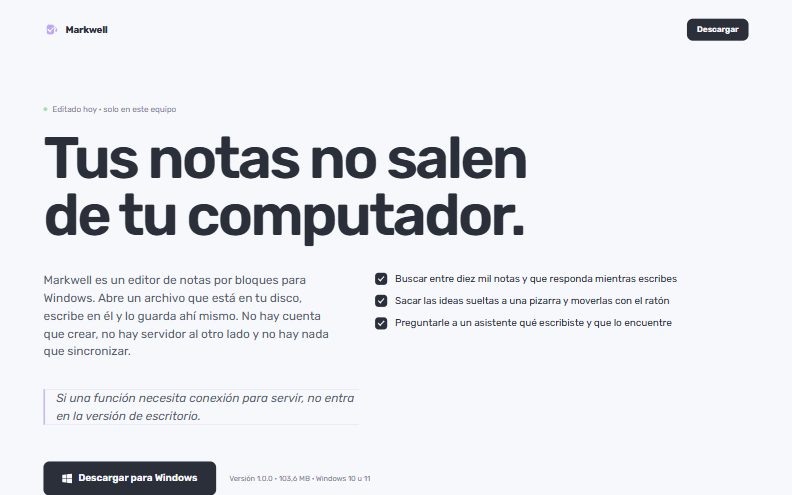 Markwell
Descargar
Editado hoy • solo en este equipo
Tus notas no salen
de tu computador.
Markwell es un editor de notas por bloques para
Windows. Abre un archivo que está en tu disco,
escribe en él y lo guarda ahí mismo. No hay cuenta
que crear, no hay servidor al otro lado y no hay nada
que sincronizar.
Si una función necesita conexión para servir, no entra
en la versión de escritorio.
Buscar entre diez mil notas y que responda mientras escribes
Sacar las ideas sueltas a una pizarra y moverlas con el ratón
Preguntarle a un asistente qué escribiste y que lo encuentre
Descargar para Windows
Versión 1.0.0 • 103,6 MB • Windows 10 u 11